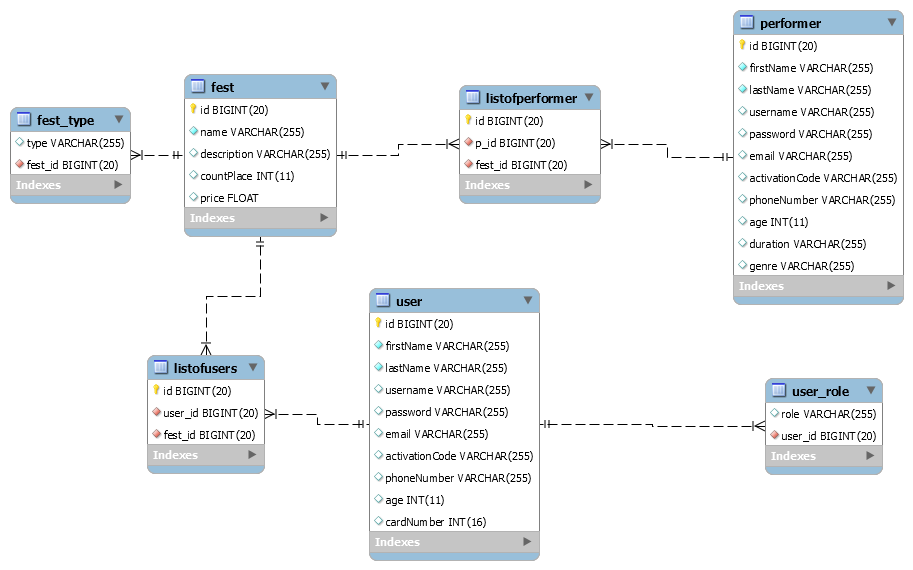 fest_type
type VARCHAR(255)
fest_id BIGINT(20)
Indexes
fest
id BIGINT(20)
name VARCHAR(255)
description VARCHAR(255)
countPlace INT(11)
price FLOAT
Indexes
listofperformer
id BIGINT(20)
p_id BIGINT(20)
fest_id BIGINT(20)
Indexes
performer
id BIGINT(20)
firstName VARCHAR(255)
lastName VARCHAR(255)
username VARCHAR(255)
password VARCHAR(255)
email VARCHAR(255)
activationCode VARCHAR(255)
phoneNumber VARCHAR(255)
age INT(11)
duration VARCHAR(255)
genre VARCHAR(255)
Indexes
listofusers
id BIGINT(20)
user_id BIGINT(20)
fest_id BIGINT(20)
Indexes
user
id BIGINT(20)
firstName VARCHAR(255)
lastName VARCHAR(255)
username VARCHAR(255)
password VARCHAR(255)
email VARCHAR(255)
activationCode VARCHAR(255)
phoneNumber VARCHAR(255)
age INT(11)
cardNumber INT(16)
Indexes
user_role
role VARCHAR(255)
user_id BIGINT(20)
Indexes